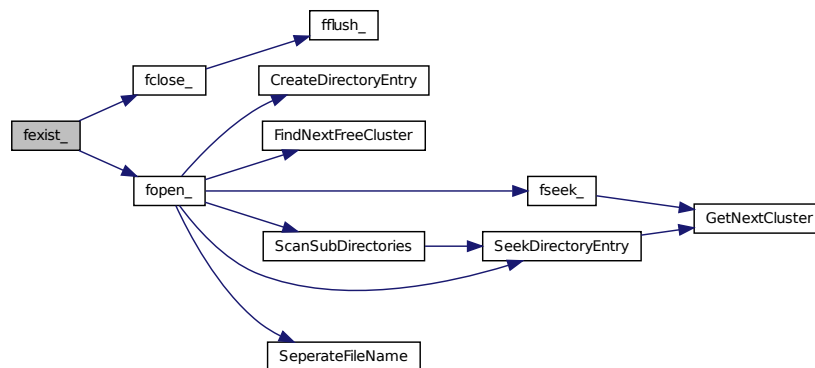 fflush_
fclose_
CreateDirectoryEntry
fexist_
FindNextFreeCluster
fopen_
fseek_
GetNextCluster
ScanSubDirectories
SeekDirectoryEntry
SeperateFileName